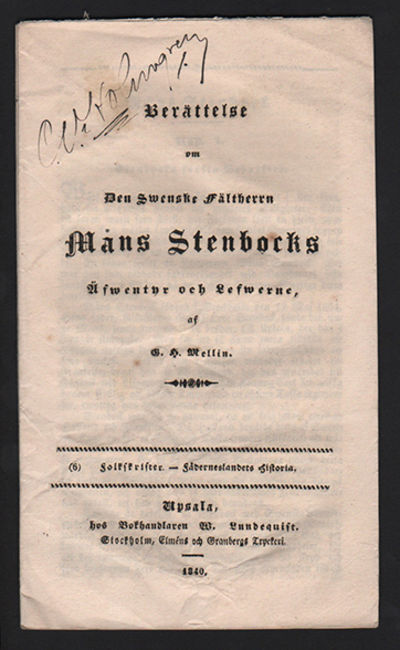 C. W. Holmgren
Berättelse
om
Den Swenske Fältherrn
Måns Stenbocks
Äfwentyr och Lefwerne,
af
G. H. Mellin.
(6) Folkskrifter. — Fäderneslandets Historia.
Upsala,
hos Bokhandlaren W. Lundequist.
Stockholm, Elméns och Granbergs Tryckeri.
1840.